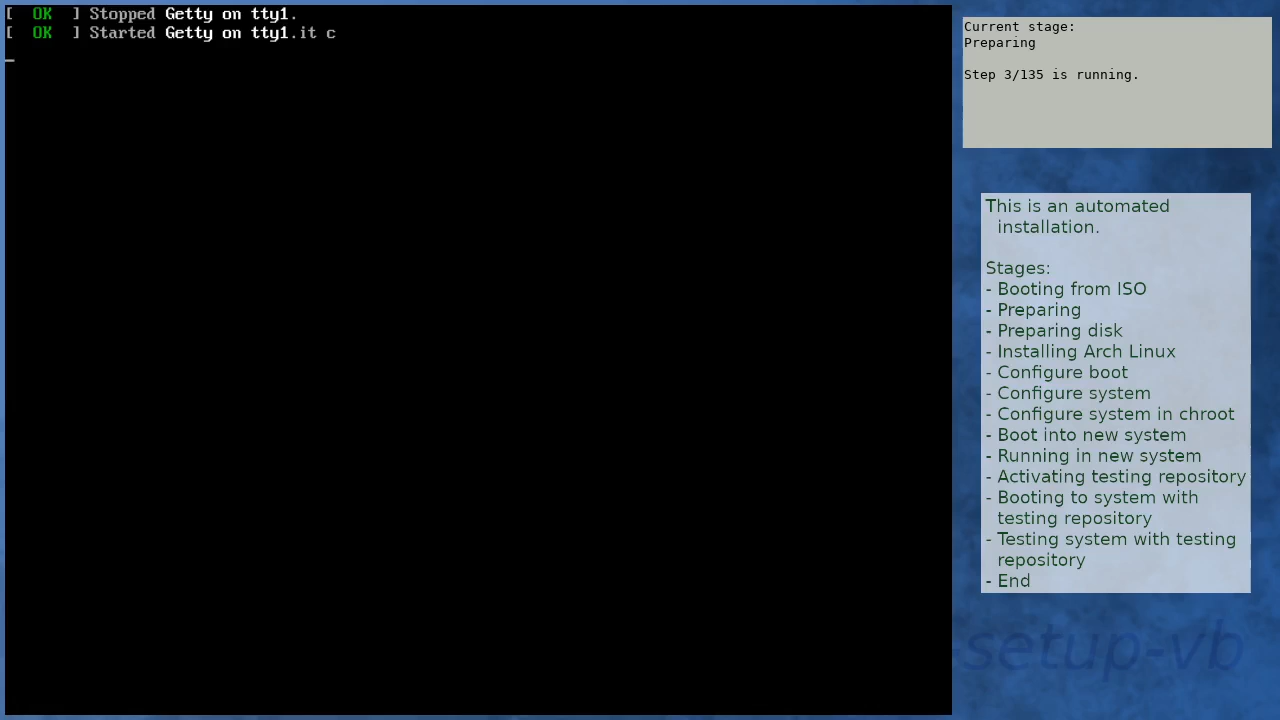 [  OK  ] Stopped Getty on tty1.
[  OK  ] Started Getty on tty1.it c
_
Current stage:
Preparing
Step 3/135 is running.
This is an automated
installation.
Stages:
- Booting from ISO
- Preparing
- Preparing disk
- Installing Arch Linux
- Configure boot
- Configure system
- Configure system in chroot
- Boot into new system
- Running in new system
- Activating testing repository
- Booting to system with
testing repository
- Testing system with testing
repository
- End
-setup-vb